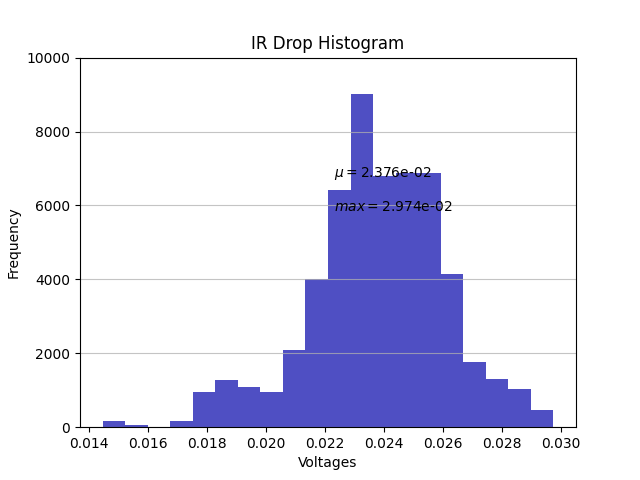 IR Drop Histogram
10000
8000
6000
4000
2000
0
Frequency
μ = 2.376e-02
max = 2.974e-02
0.014 0.016 0.018 0.020 0.022 0.024 0.026 0.028 0.030
Voltages